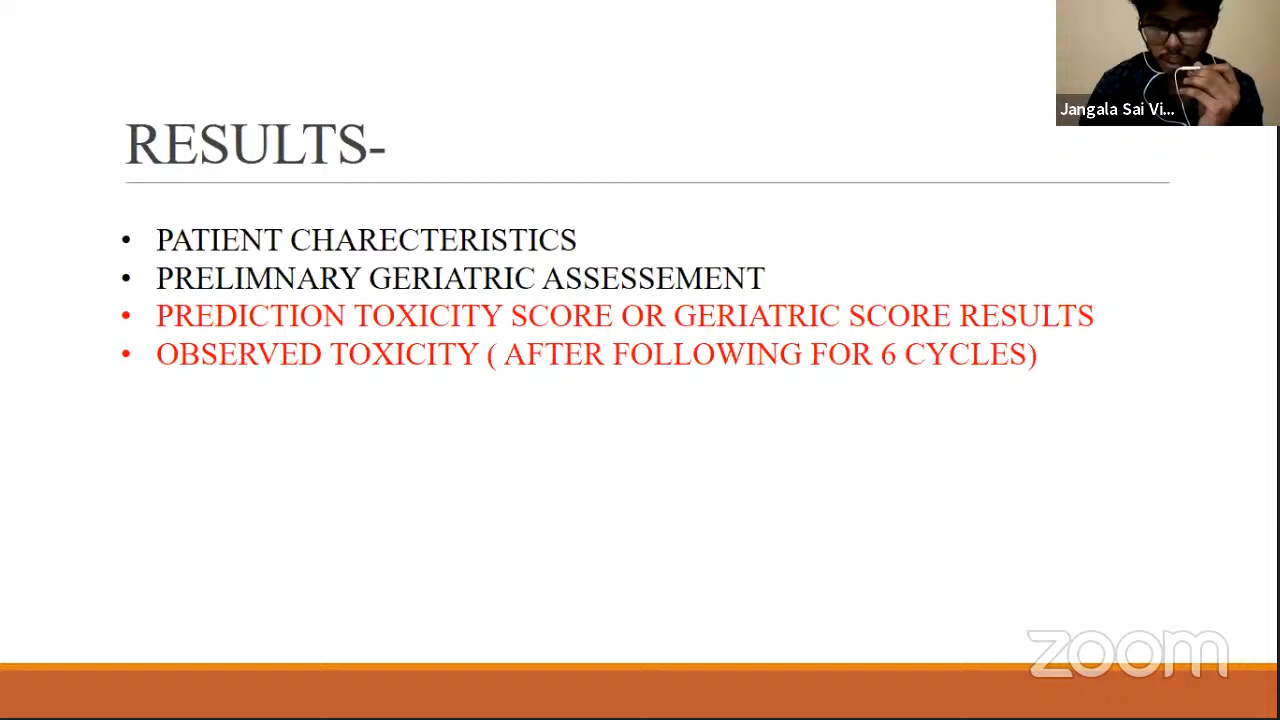 Jangala Sai Vi...
RESULTS-
• PATIENT CHARECTERISTICS
• PRELIMNARY GERIATRIC ASSESSEMENT
• PREDICTION TOXICITY SCORE OR GERIATRIC SCORE RESULTS
• OBSERVED TOXICITY ( AFTER FOLLOWING FOR 6 CYCLES)
zoom